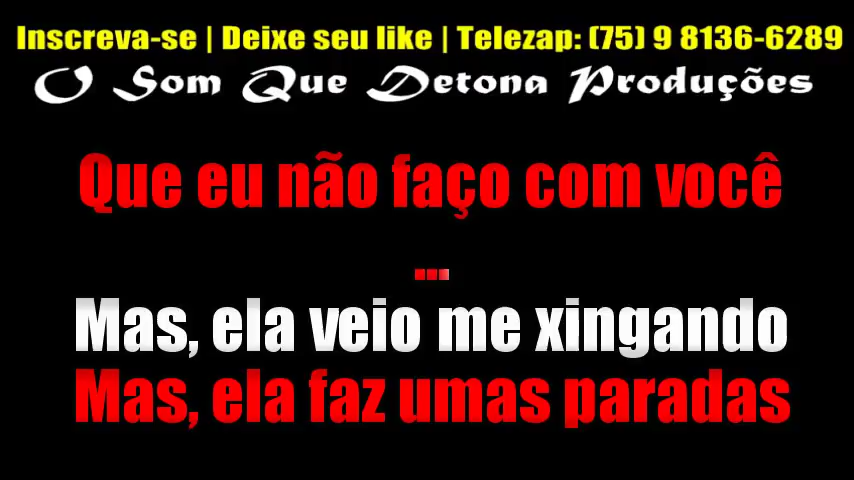 Inscreva-se | Deixe seu like | Telezap: (75) 9 8136-6289
O Som Que Detona Produções
Que eu não faço com você
...
Mas, ela veio me xingando
Mas, ela faz umas paradas